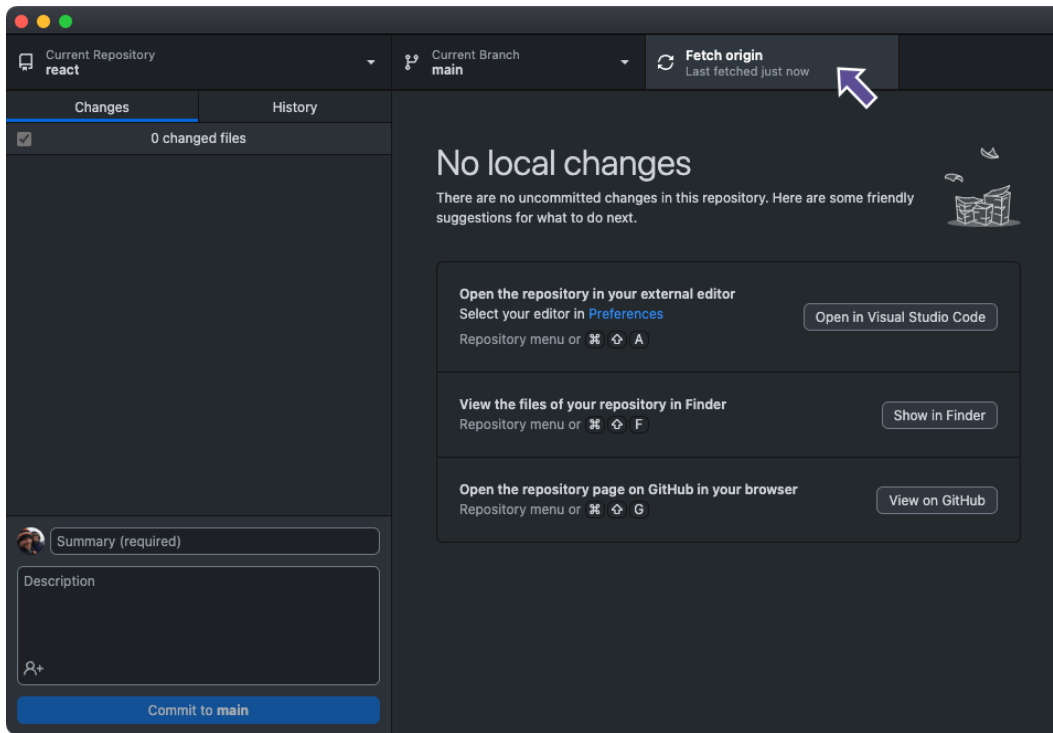 Current Repository
react
Current Branch
main
Fetch origin
Last fetched just now
Changes
History
0 changed files
No local changes
There are no uncommitted changes in this repository. Here are some friendly
suggestions for what to do next.
Open the repository in your external editor
Select your editor in Preferences
Repository menu or ⌘ ⇧ A
Open in Visual Studio Code
View the files of your repository in Finder
Repository menu or ⌘ ⇧ F
Show in Finder
Open the repository page on GitHub in your browser
Repository menu or ⌘ ⇧ G
View on GitHub
Summary (required)
Description
Commit to main